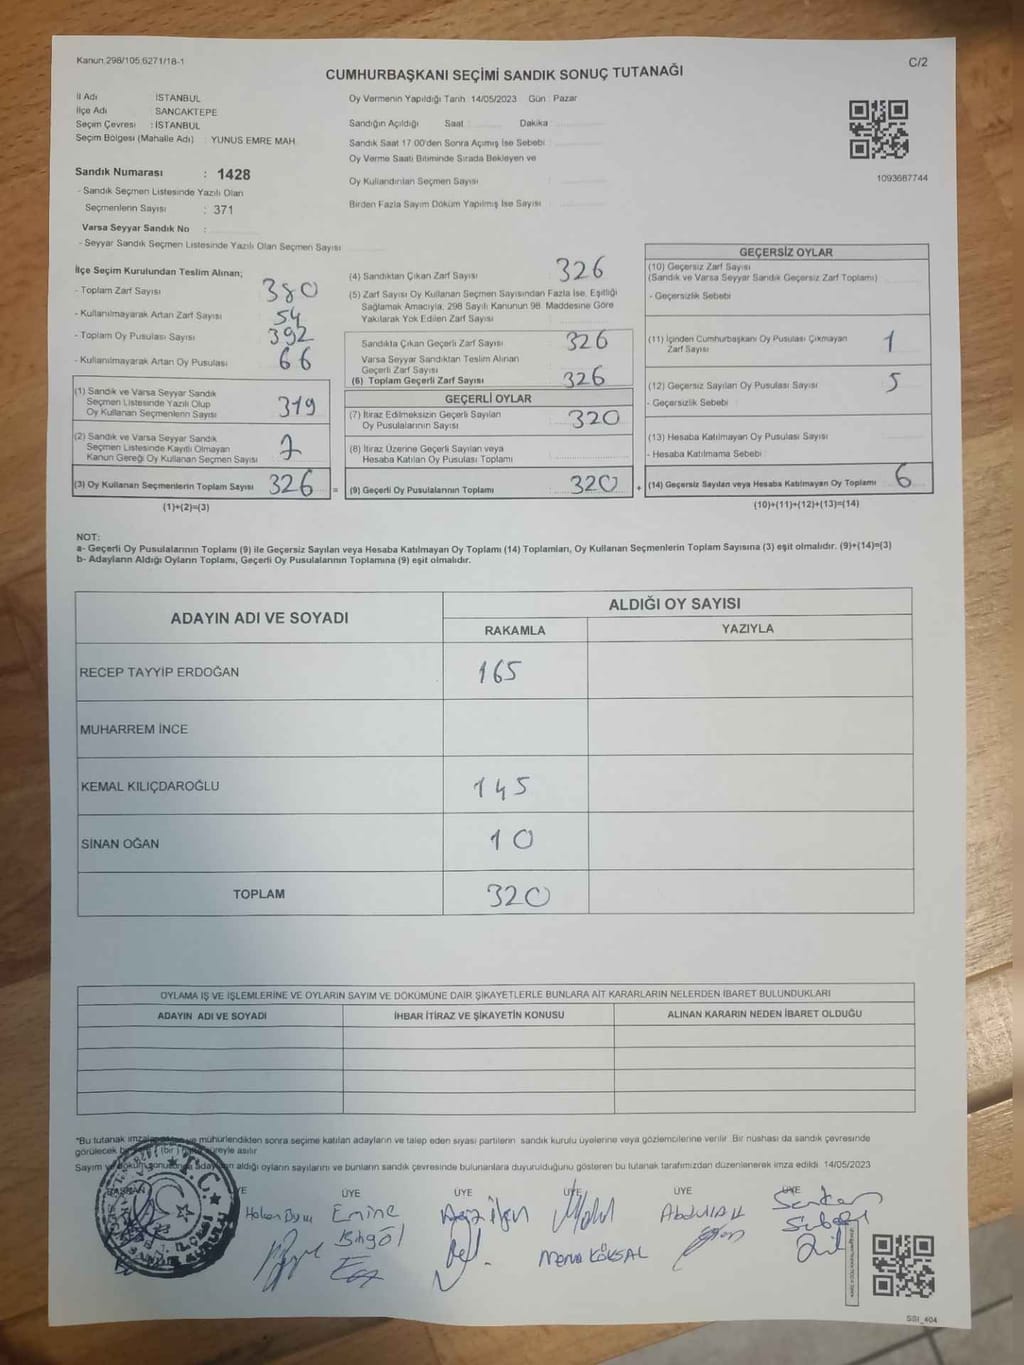 Kanun.298/105,6271/18-1
C/2
CUMHURBAŞKANI SEÇİMİ SANDIK SONUÇ TUTANAĞI
İl Adı İSTANBUL
İlçe Adı SANCAKTEPE
Seçim Çevresi : İSTANBUL
Seçim Bölgesi (Mahalle Adı) : YUNUS EMRE MAH.
Oy Vermenin Yapıldığı Tarih 14/05/2023 Gün : Pazar
Sandığın Açıldığı Saat Dakika
Sandık Saat 17.00'den Sonra Açımış İse Sebebi
Oy Verme Saati Bitiminde Sırada Bekleyen ve
Oy Kullandırılan Seçmen Sayısı
Birden Fazla Sayım Döküm Yapılmış İse Sayısı
1093687744
Sandık Numarası : 1428
- Sandık Seçmen Listesinde Yazılı Olan
Seçmenlerin Sayısı : 371
Varsa Seyyar Sandık No :
- Seyyar Sandık Seçmen Listesinde Yazılı Olan Seçmen Sayısı
İlçe Seçim Kurulundan Teslim Alınan;
- Toplam Zarf Sayısı 380
- Kullanılmayarak Artan Zarf Sayısı 54
- Toplam Oy Pusulası Sayısı 392
- Kullanılmayarak Artan Oy Pusulası 66
(1) Sandık ve Varsa Seyyar Sandık
Seçmen Listesinde Yazılı Olup
Oy Kullanan Seçmenlerin Sayısı 319
(2) Sandık ve Varsa Seyyar Sandık
Seçmen Listesinde Kayıtlı Olmayan
Kanun Gereği Oy Kullanan Seçmen Sayısı 7
(3) Oy Kullanan Seçmenlerin Toplam Sayısı 326 =
(1)+(2)=(3)
(4) Sandıktan Çıkan Zarf Sayısı 326
(5) Zarf Sayısı Oy Kullanan Seçmen Sayısından Fazla İse, Eşitliği
Sağlamak Amacıyla, 298 Sayılı Kanunun 98. Maddesine Göre
Yakılarak Yok Edilen Zarf Sayısı
Sandıkla Çıkan Geçerli Zarf Sayısı 326
Varsa Seyyar Sandıktan Teslim Alınan
Geçerli Zarf Sayısı
(6) Toplam Geçerli Zarf Sayısı 326
GEÇERLİ OYLAR
(7) İtiraz Edilmeksizin Geçerli Sayılan
Oy Pusulalarının Sayısı 320
(8) İtiraz Üzerine Geçerli Sayılan veya
Hesaba Katılan Oy Pusulası Toplamı
(9) Geçerli Oy Pusulalarının Toplamı 320 +
GEÇERSİZ OYLAR
(10) Geçersiz Zarf Sayısı
(Sandık ve Varsa Seyyar Sandık Geçersiz Zarf Toplamı)
- Geçersizlik Sebebi
(11) İçinden Cumhurbaşkanı Oy Pusulası Çıkmayan
Zarf Sayısı 1
(12) Geçersiz Sayılan Oy Pusulası Sayısı 5
- Geçersizlik Sebebi
(13) Hesaba Katılmayan Oy Pusulası Sayısı
- Hesaba Katılmama Sebebi
(14) Geçersiz Sayılan veya Hesaba Katılmayan Oy Toplamı 6
(10)+(11)+(12)+(13)=(14)
NOT:
a- Geçerli Oy Pusulalarının Toplamı (9) ile Geçersiz Sayılan veya Hesaba Katılmayan Oy Toplamı (14) Toplamları, Oy Kullanan Seçmenlerin Toplam Sayısına (3) eşit olmalıdır. (9)+(14)=(3)
b- Adayların Aldığı Oyların Toplamı, Geçerli Oy Pusulalarının Toplamına (9) eşit olmalıdır.
ADAYIN ADI VE SOYADI
ALDIĞI OY SAYISI
RAKAMLA YAZIYLA
RECEP TAYYİP ERDOĞAN 165
MUHARREM İNCE
KEMAL KILIÇDAROĞLU 145
SİNAN OĞAN 10
TOPLAM 320
OYLAMA İŞ VE İŞLEMLERİNE VE OYLARIN SAYIM VE DÖKÜMÜNE DAİR ŞİKAYETLERLE BUNLARA AİT KARARLARIN NELERDEN İBARET BULUNDUKLARI
ADAYIN ADI VE SOYADI İHBAR İTİRAZ VE ŞİKAYETİN KONUSU ALINAN KARARIN NEDEN İBARET OLDUĞU
*Bu tutanak mühürlendikten sonra seçime katılan adayların ve talep eden siyasi partilerin sandık kurulu üyelerine veya gözlemcilerine verilir. Bir nüshası da sandık çevresinde
görülecek bir (bir) süreyle asılır
Sayım ve döküm sonunda aldığı oyların sayılarını ve bunların sandık çevresinde bulunanlara duyurulduğunu gösteren bu tutanak tarafımızdan düzenlenerek imza edildi. 14/05/2023
ÜYE ÜYE ÜYE ÜYE ÜYE
Hakan Emine Abdullah Serkan
Bingöl Merve KÖKSAL
T.C.
SSI_404